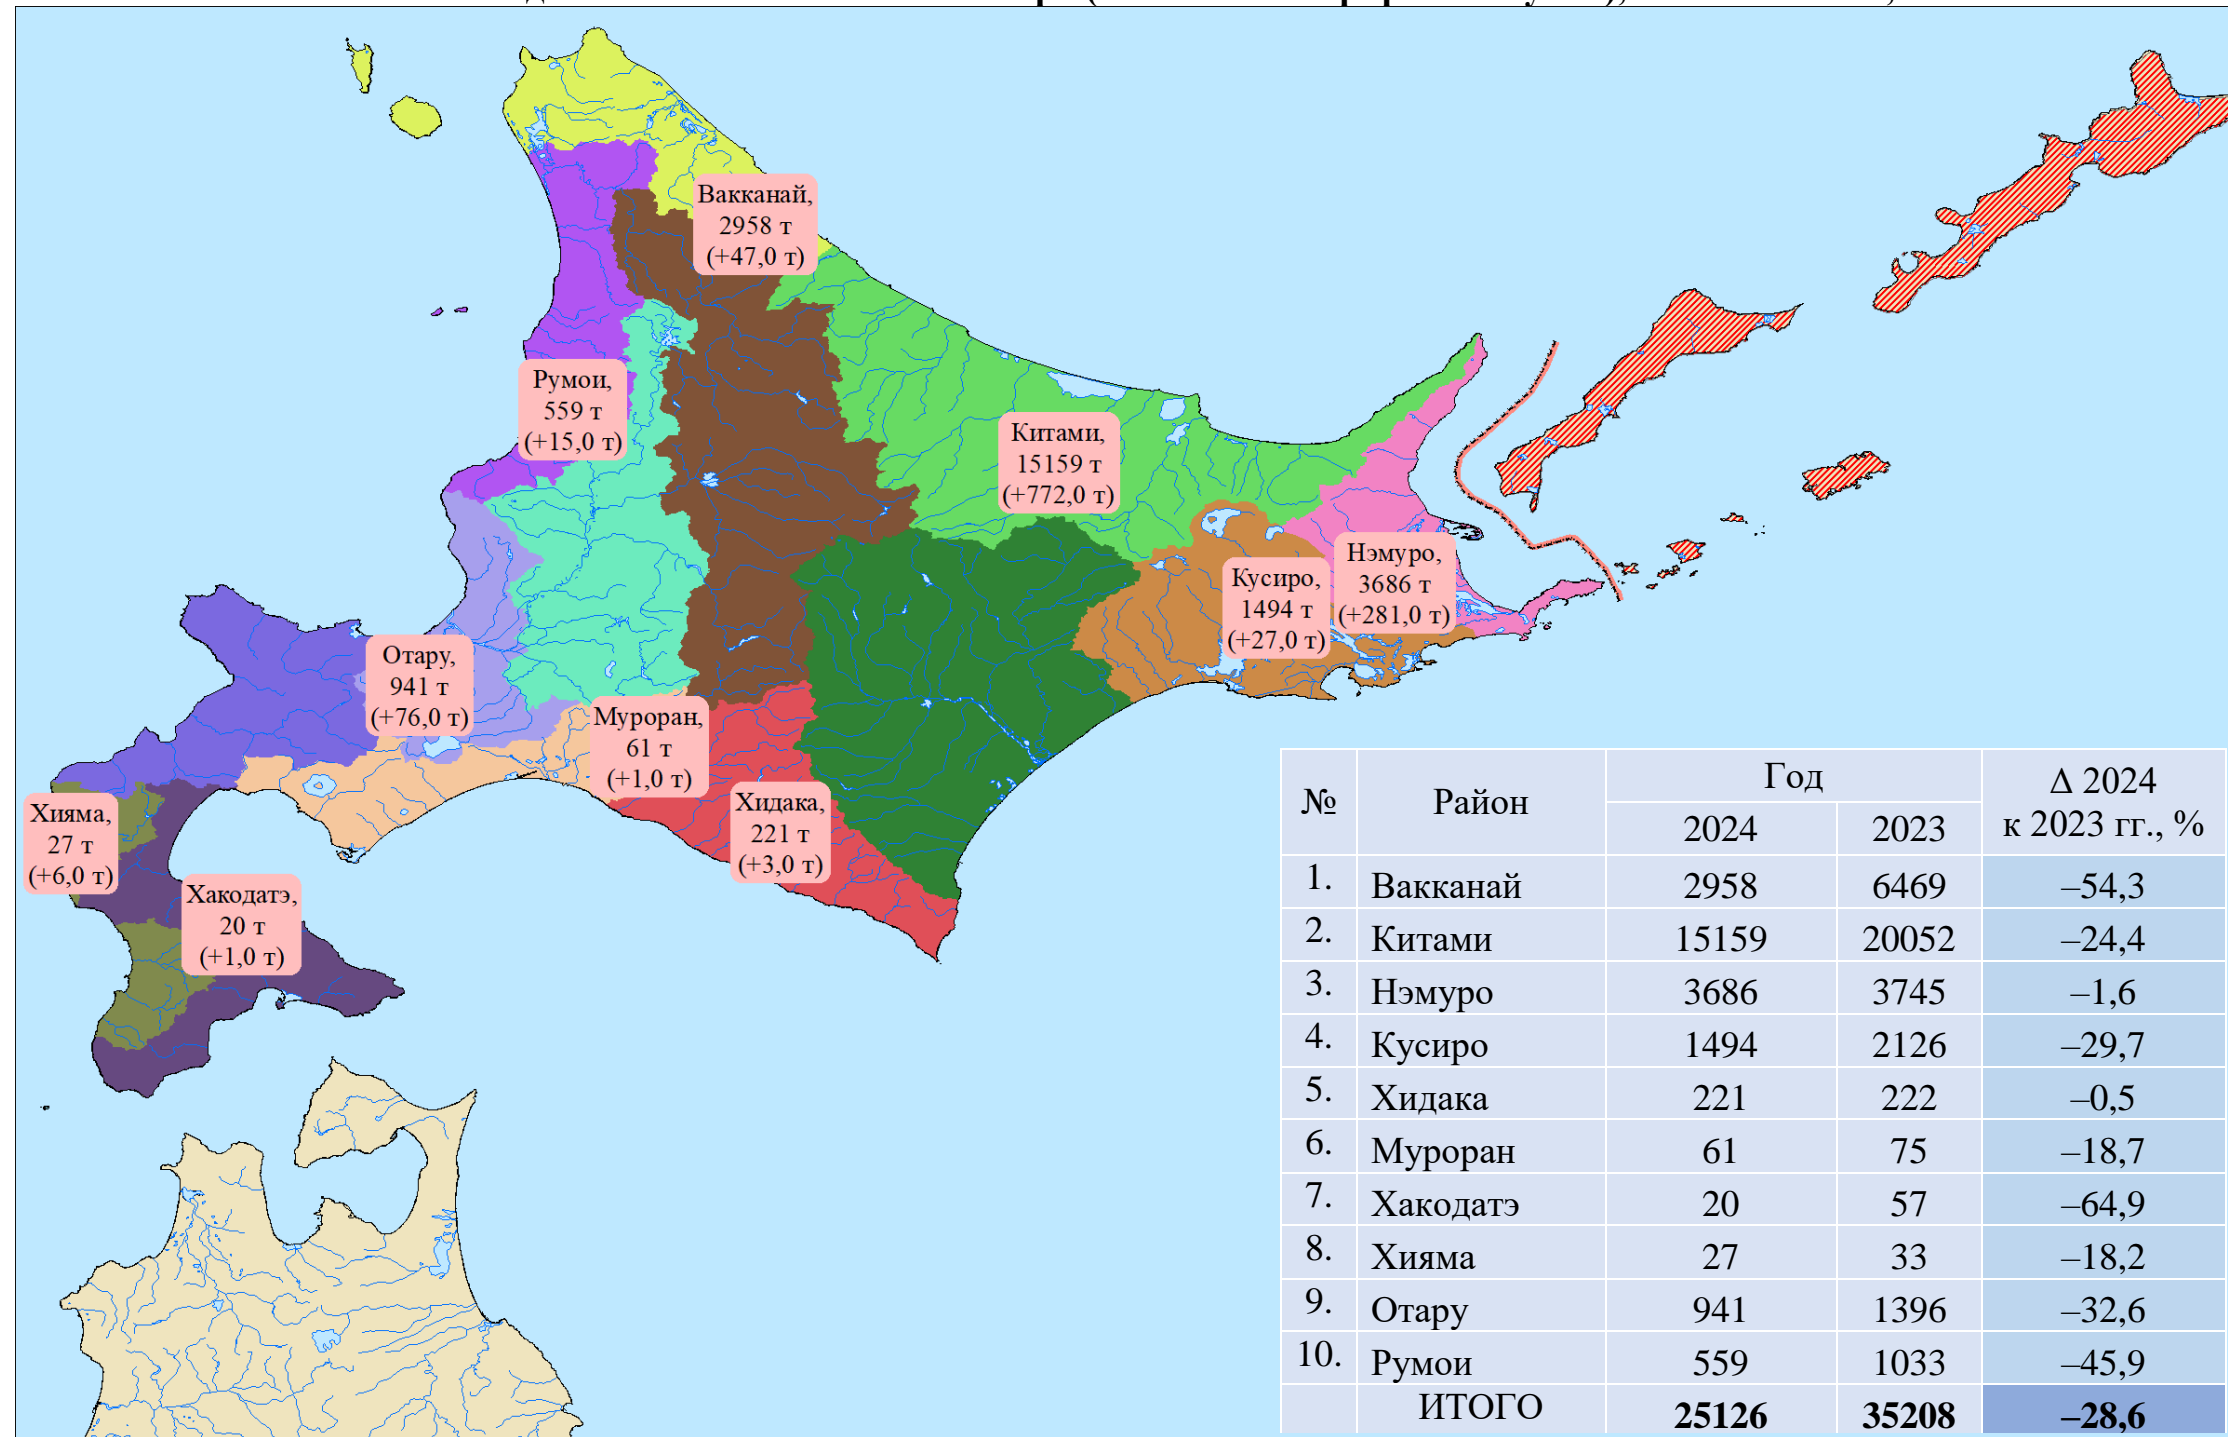 Вакканай,
2958 т
(+47,0 т)
Румои,
559 т
(+15,0 т)
Китами,
15159 т
(+772,0 т)
Нэмуро,
3686 т
(+281,0 т)
Кусиро,
1494 т
(+27,0 т)
Отару,
941 т
(+76,0 т)
Муроран,
61 т
(+1,0 т)
Хидака,
221 т
(+3,0 т)
Хияма,
27 т
(+6,0 т)
Хакодатэ,
20 т
(+1,0 т)
№ Район Год Δ 2024
2024 2023 к 2023 гг., %
1. Вакканай 2958 6469 –54,3
2. Китами 15159 20052 –24,4
3. Нэмуро 3686 3745 –1,6
4. Кусиро 1494 2126 –29,7
5. Хидака 221 222 –0,5
6. Муроран 61 75 –18,7
7. Хакодатэ 20 57 –64,9
8. Хияма 27 33 –18,2
9. Отару 941 1396 –32,6
10. Румои 559 1033 –45,9
ИТОГО 25126 35208 –28,6